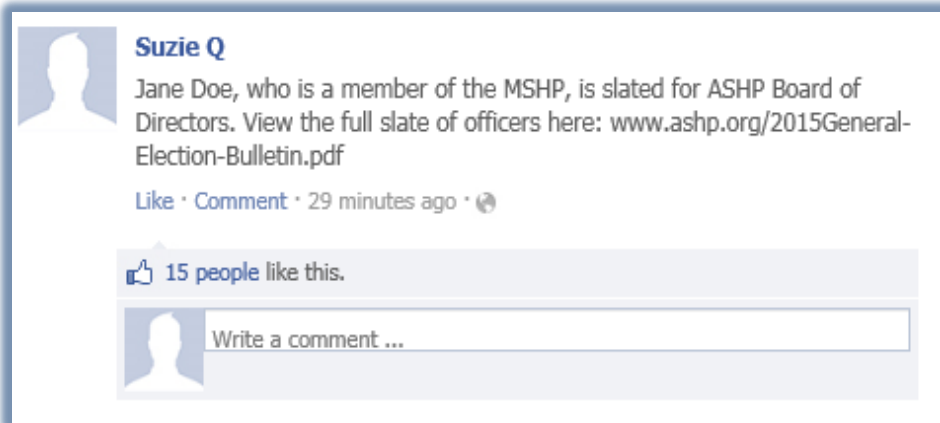 Suzie Q
Jane Doe, who is a member of the MSHP, is slated for ASHP Board of
Directors. View the full slate of officers here: www.ashp.org/2015General-
Election-Bulletin.pdf
Like · Comment · 29 minutes ago ·
15 people like this.
Write a comment ...